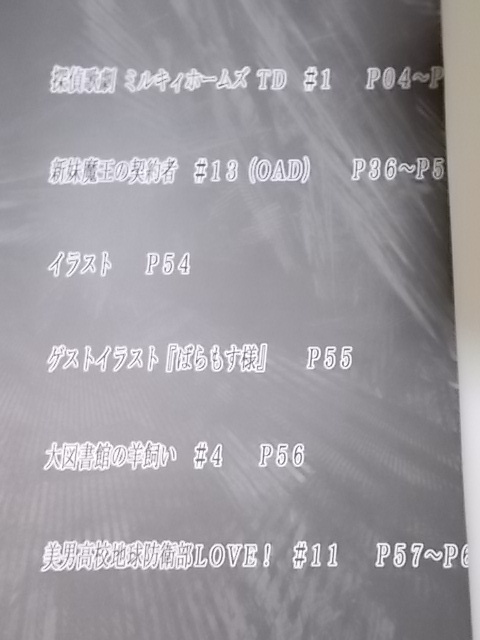 探偵歌劇 ミルキィホームズ TD ♯1 P04〜P
新妹魔王の契約者 ♯13（OAD） P36〜P5
イラスト P54
ゲストイラスト『ばらもす様』 P55
大図書館の羊飼い ♯4 P56
美男高校地球防衛部LOVE！ ♯11 P57〜P6